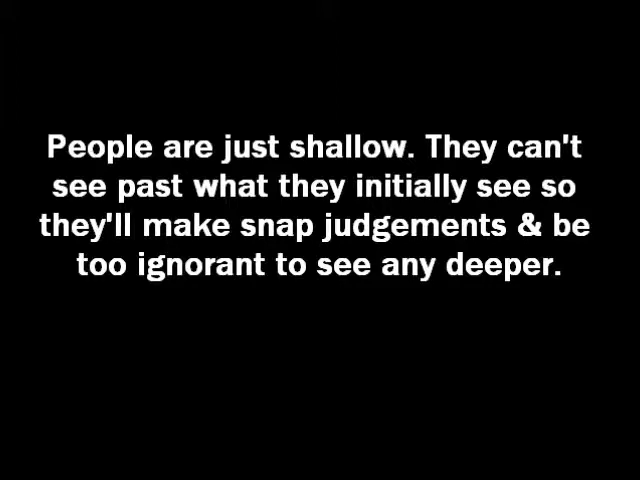 People are just shallow. They can't
see past what they initially see so
they'll make snap judgements & be
too ignorant to see any deeper.